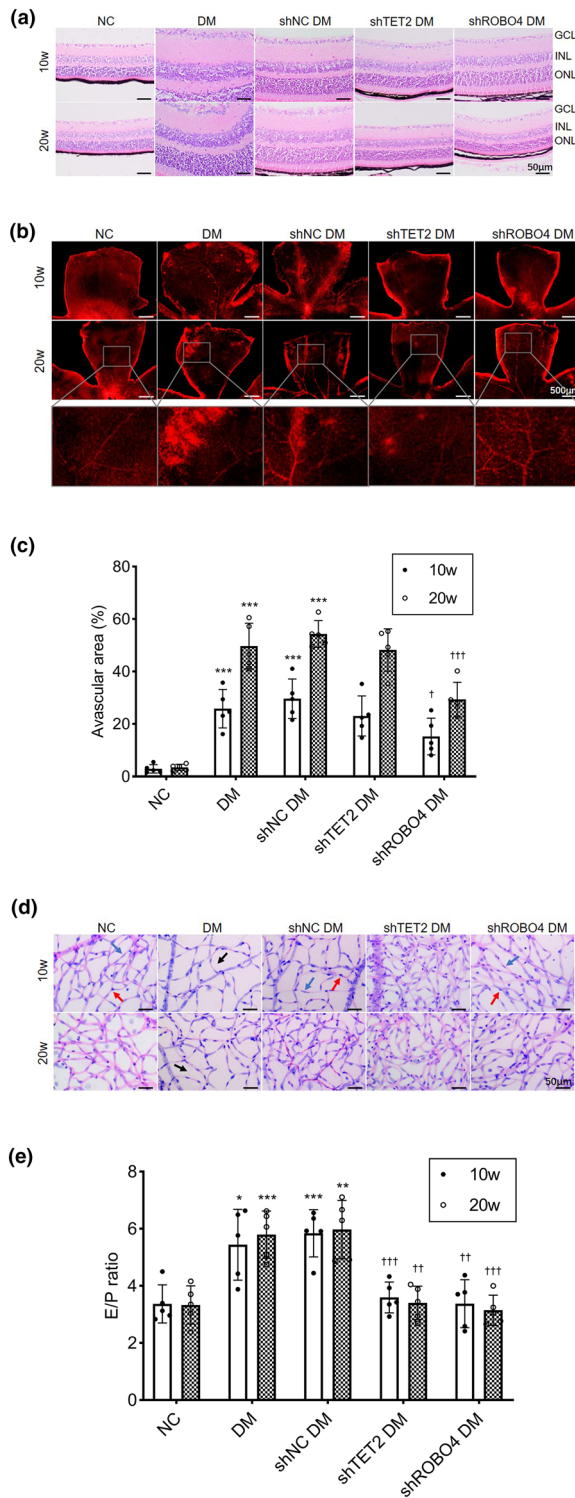 (a)
NC DM shNC DM shTET2 DM shROBO4 DM
10w
GCL
INL
ONL
20w
GCL
INL
ONL
50µm
(b)
NC DM shNC DM shTET2 DM shROBO4 DM
10w
20w
500µm
(c)
Avascular area (%)
80
60
40
20
0
10w
20w
*** *** *** *** † †††
NC DM shNC DM shTET2 DM shROBO4 DM
(d)
NC DM shNC DM shTET2 DM shROBO4 DM
10w
20w
50µm
(e)
E/P ratio
8
6
4
2
0
10w
20w
* *** *** ** ††† †† †† †††
NC DM shNC DM shTET2 DM shROBO4 DM